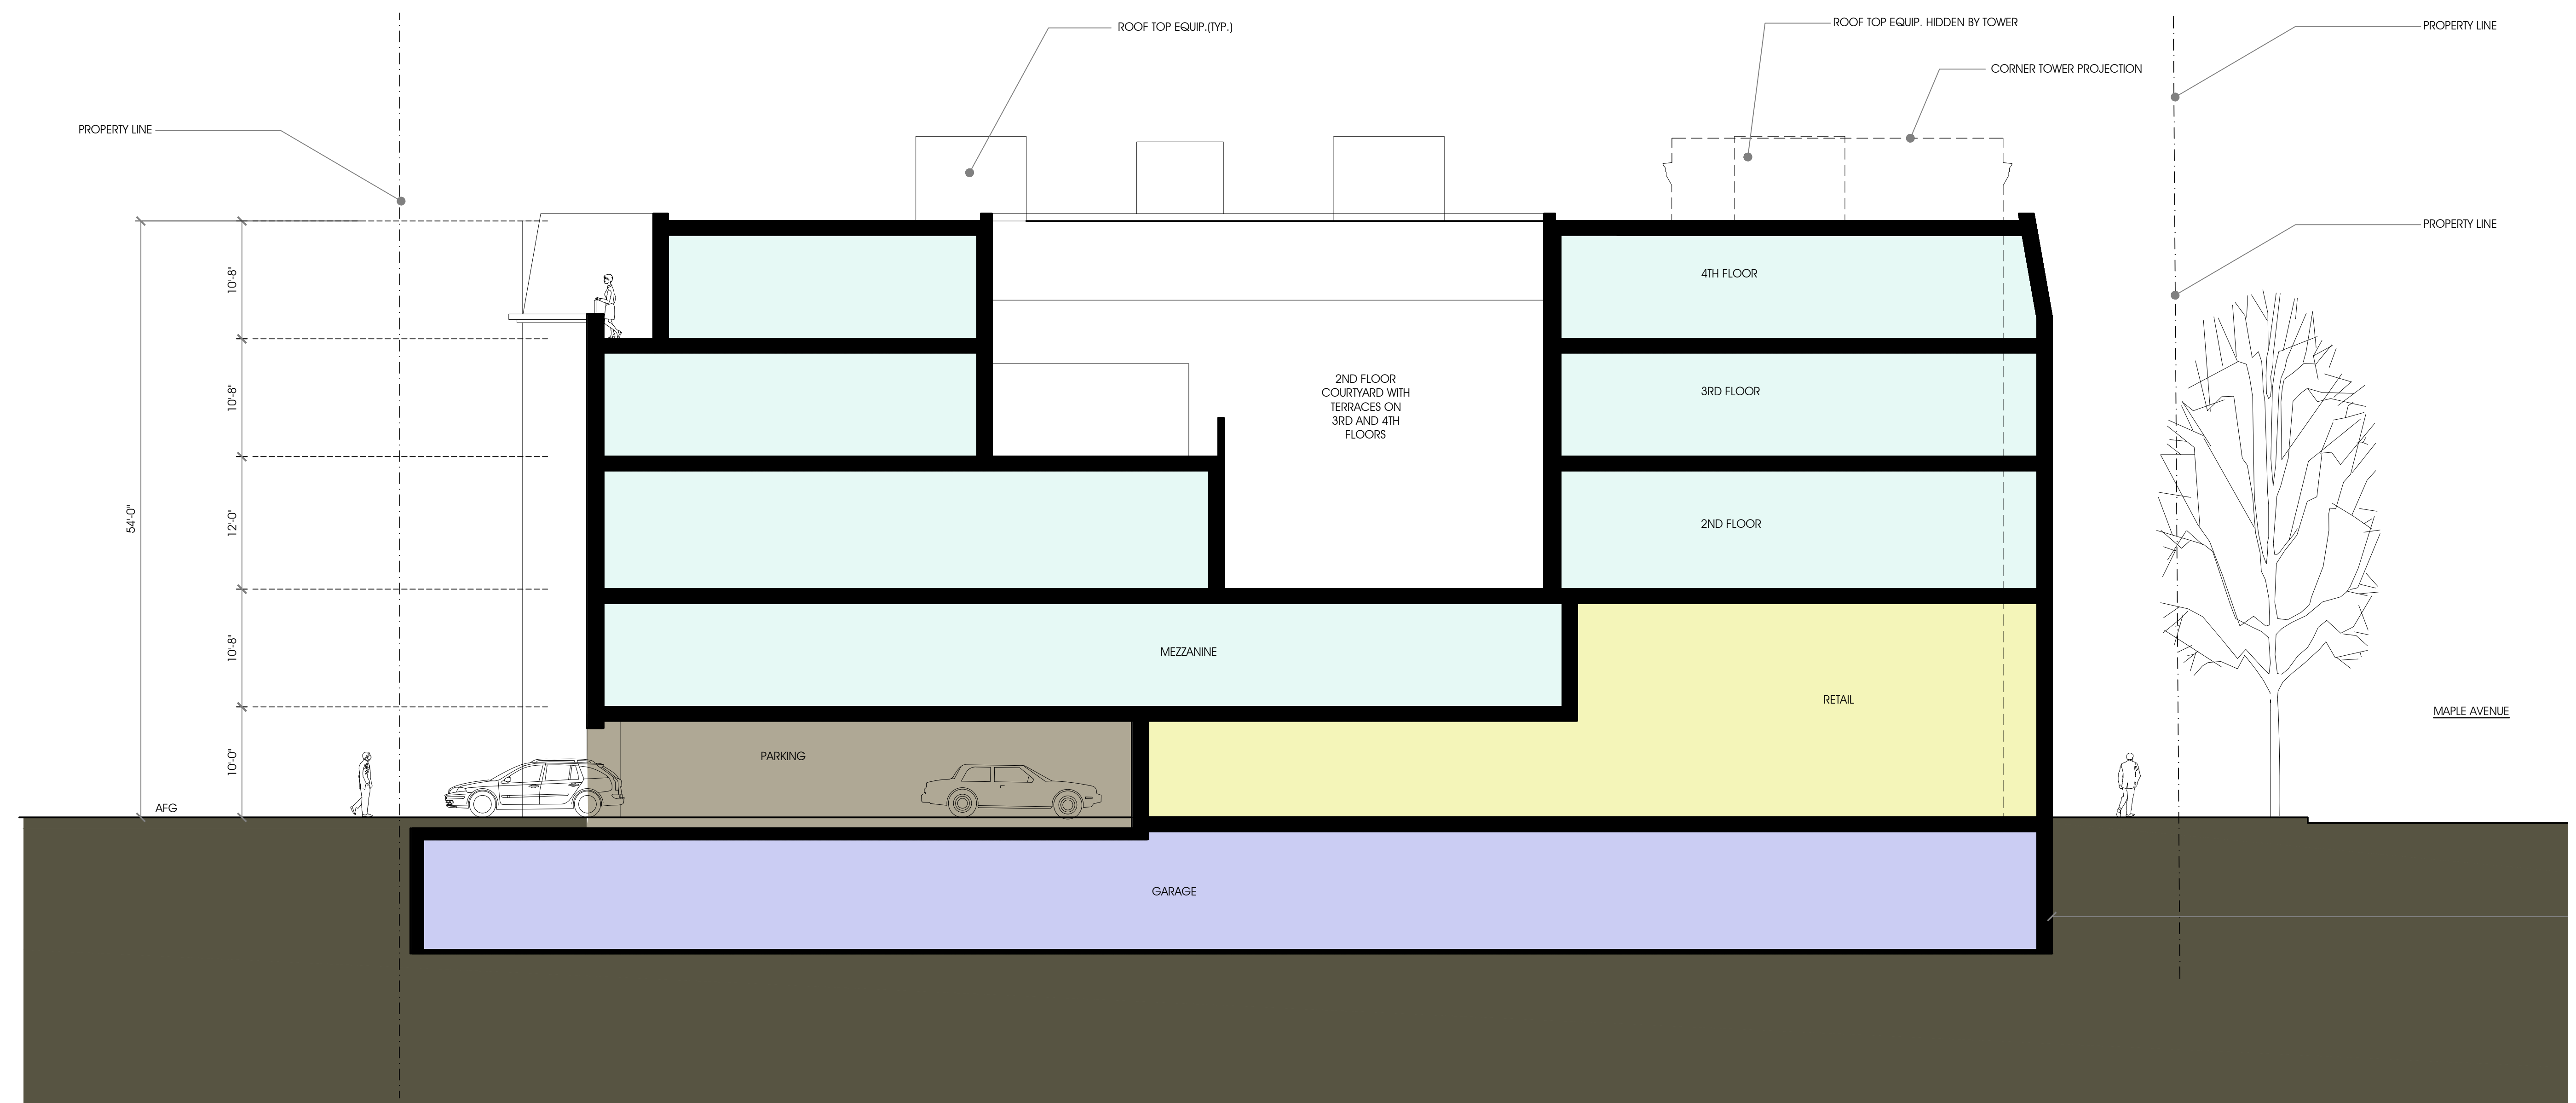 ROOF TOP EQUIP.(TYP.)
ROOF TOP EQUIP. HIDDEN BY TOWER
PROPERTY LINE
CORNER TOWER PROJECTION
PROPERTY LINE
PROPERTY LINE
4TH FLOOR
10'-8"
2ND FLOOR
COURTYARD WITH
TERRACES ON
3RD AND 4TH
FLOORS
3RD FLOOR
10'-8"
54'-0"
12'-0"
2ND FLOOR
10'-8"
MEZZANINE
RETAIL
MAPLE AVENUE
10'-0"
PARKING
AFG
GARAGE